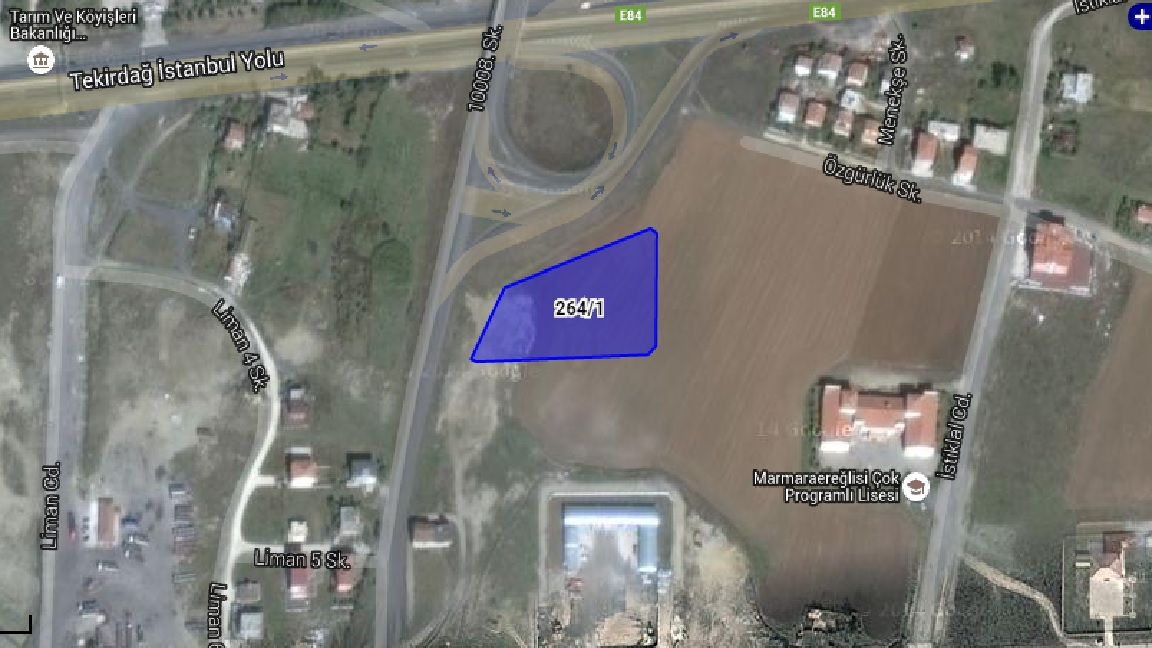 Tarım Ve Köyişleri
Bakanlığı...
E84
E84
Tekirdağ İstanbul Yolu
10008. Sk.
Menekşe Sk.
Özgürlük Sk.
264/1
Liman 4 Sk.
İstiklal Cd.
Marmaraereğlisi Çok
Programlı Lisesi
Liman Cd.
Liman 5 Sk.
Liman